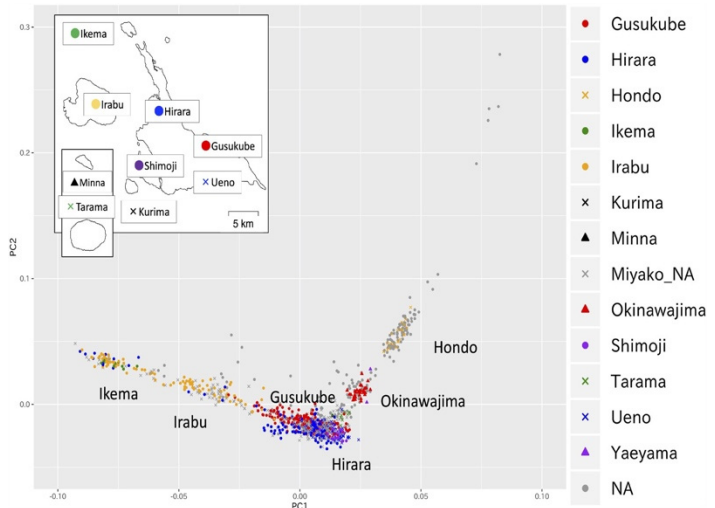 0.3
0.2
0.1
0.0
PC2
-0.10
-0.05
0.00
0.05
0.10
PC1
Ikema
Irabu
Hirara
Gusukube
Shimoji
Minna
Ueno
Tarama
Kurima
5 km
Hondo
Gusukube
Okinawajima
Ikema
Irabu
Hirara
Gusukube
Hirara
Hondo
Ikema
Irabu
Kurima
Minna
Miyako_NA
Okinawajima
Shimoji
Tarama
Ueno
Yaeyama
NA